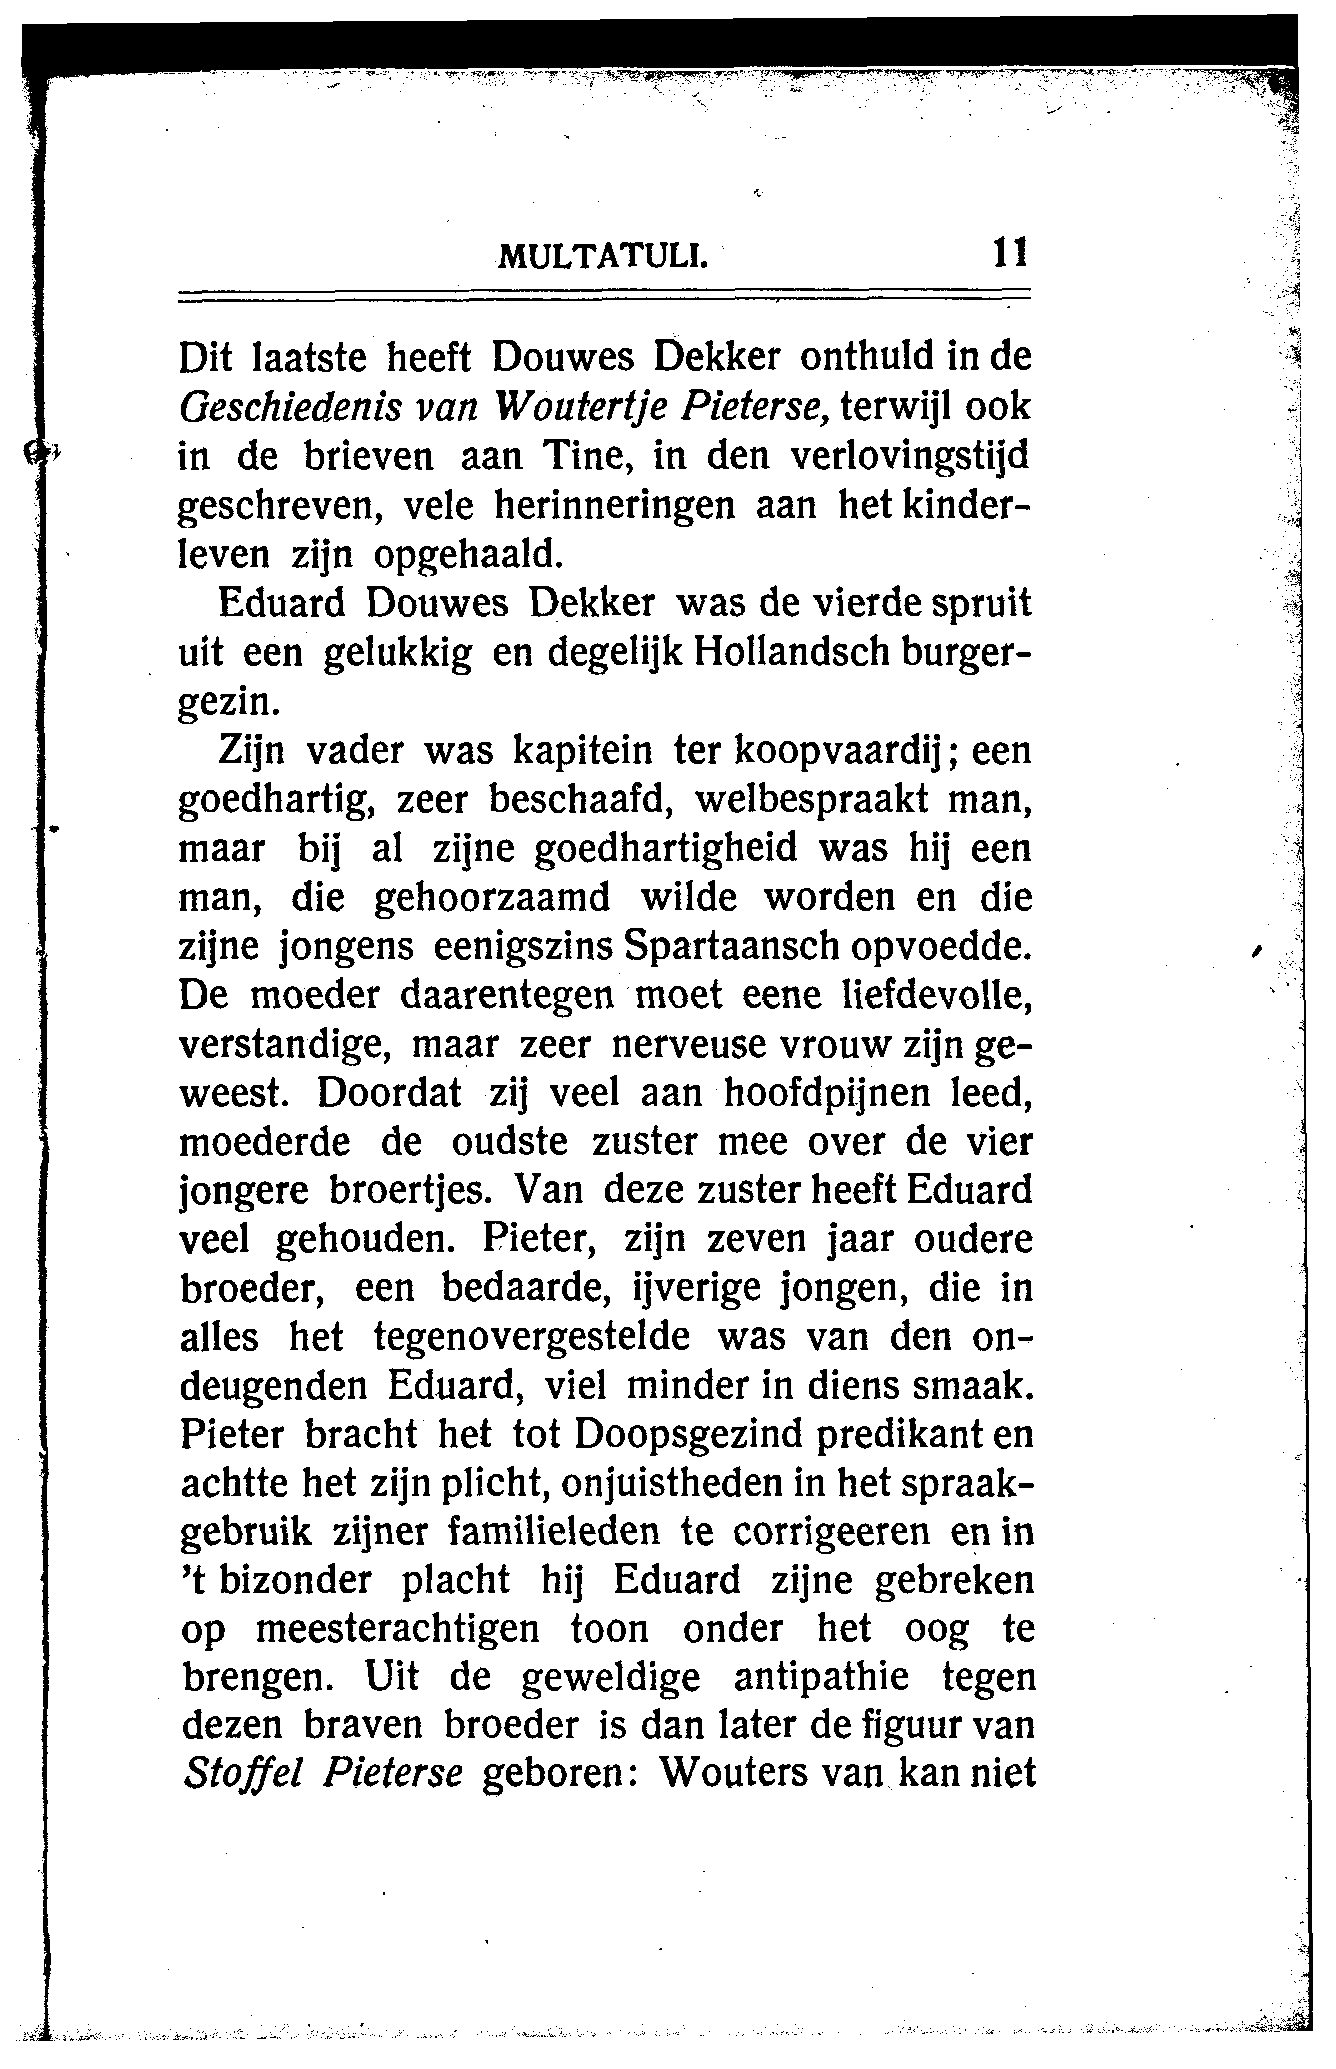 MULTATULI. 11
Dit laatste heeft Douwes Dekker onthuld in de
Geschiedenis van Woutertje Pieterse, terwijl ook
in de brieven aan Tine, in den verlovingstijd
geschreven, vele herinneringen aan het kinder-
leven zijn opgehaald.
Eduard Douwes Dekker was de vierde spruit
uit een gelukkig en degelijk Hollandsch burger-
gezin.
Zijn vader was kapitein ter koopvaardij; een
goedhartig, zeer beschaafd, welbespraakt man,
maar bij al zijne goedhartigheid was hij een
man, die gehoorzaamd wilde worden en die
zijne jongens eenigszins Spartaansch opvoedde.
De moeder daarentegen moet eene liefdevolle,
verstandige, maar zeer nerveuse vrouw zijn ge-
weest. Doordat zij veel aan hoofdpijnen leed,
moederde de oudste zuster mee over de vier
jongere broertjes. Van deze zuster heeft Eduard
veel gehouden. Pieter, zijn zeven jaar oudere
broeder, een bedaarde, ijverige jongen, die in
alles het tegenovergestelde was van den on-
deugenden Eduard, viel minder in diens smaak.
Pieter bracht het tot Doopsgezind predikant en
achtte het zijn plicht, onjuistheden in het spraak-
gebruik zijner familieleden te corrigeeren en in
't bizonder placht hij Eduard zijne gebreken
op meesterachtigen toon onder het oog te
brengen. Uit de geweldige antipathie tegen
dezen braven broeder is dan later de figuur van
Stoffel Pieterse geboren: Wouters van kan niet